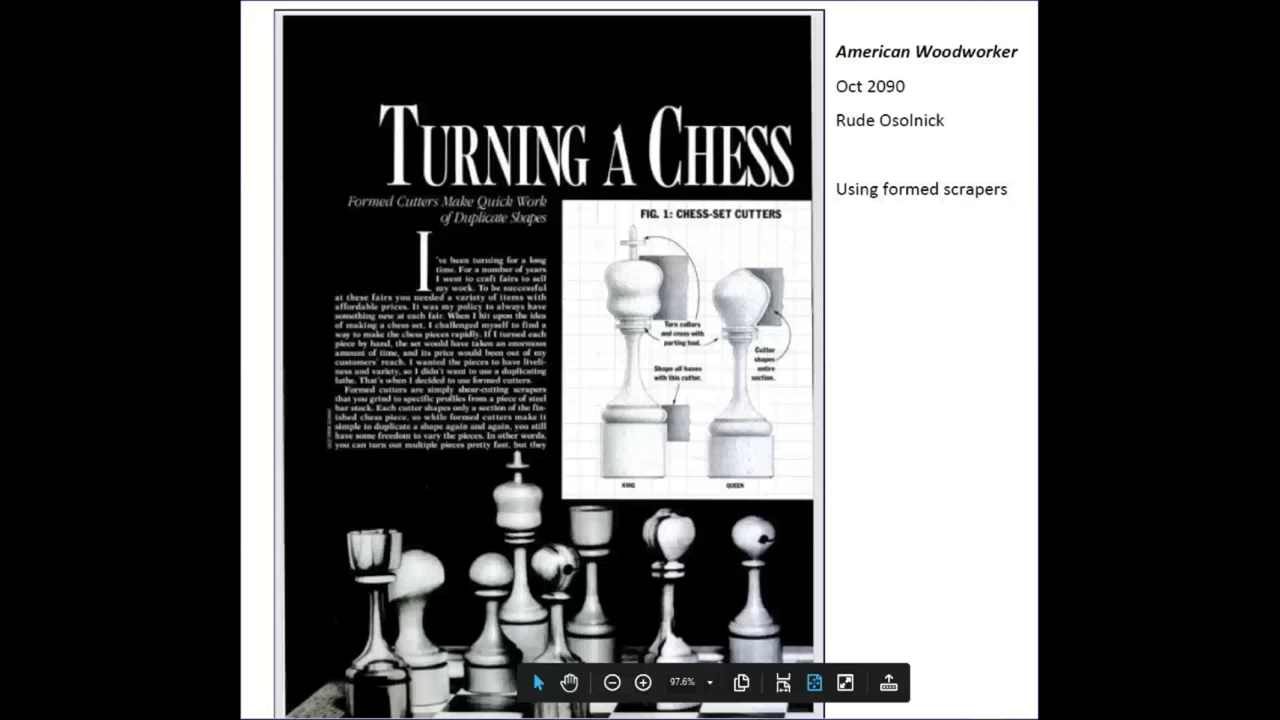 TURNING A CHESS
Formed Cutters Make Quick Work
of Duplicate Shapes
I've been turning for a long
time. For a number of years
I went to craft fairs to sell
my work. To be successful
at these fairs you needed a variety of items with
affordable prices. It was my policy to always have
something new at each fair. When I hit upon the idea
of making a chess set, I challenged myself to find a
way to make the chess pieces rapidly. If I turned each
piece by hand, the set would have taken an enormous
amount of time, and its price would been out of my
customers' reach. I wanted the pieces to have liveli-
ness and variety, so I didn't want to use a duplicating
lathe. That's when I decided to use formed cutters.
Formed cutters are simply shear-cutting scrapers
that you grind to specific profiles from a piece of steel
bar stock. Each cutter shapes only a section of the fin-
ished chess piece, so while formed cutters make it
simple to duplicate a shape again and again, you still
have some freedom to vary the pieces. In other words,
you can turn out multiple pieces pretty fast, but they
FIG. 1: CHESS-SET CUTTERS
Turn collars
and cross with
parting tool.
Cutter
shapes
entire
section.
Shape all bases
with this cutter.
KING
QUEEN
American Woodworker
Oct 2090
Rude Osolnick
Using formed scrapers
97.6%